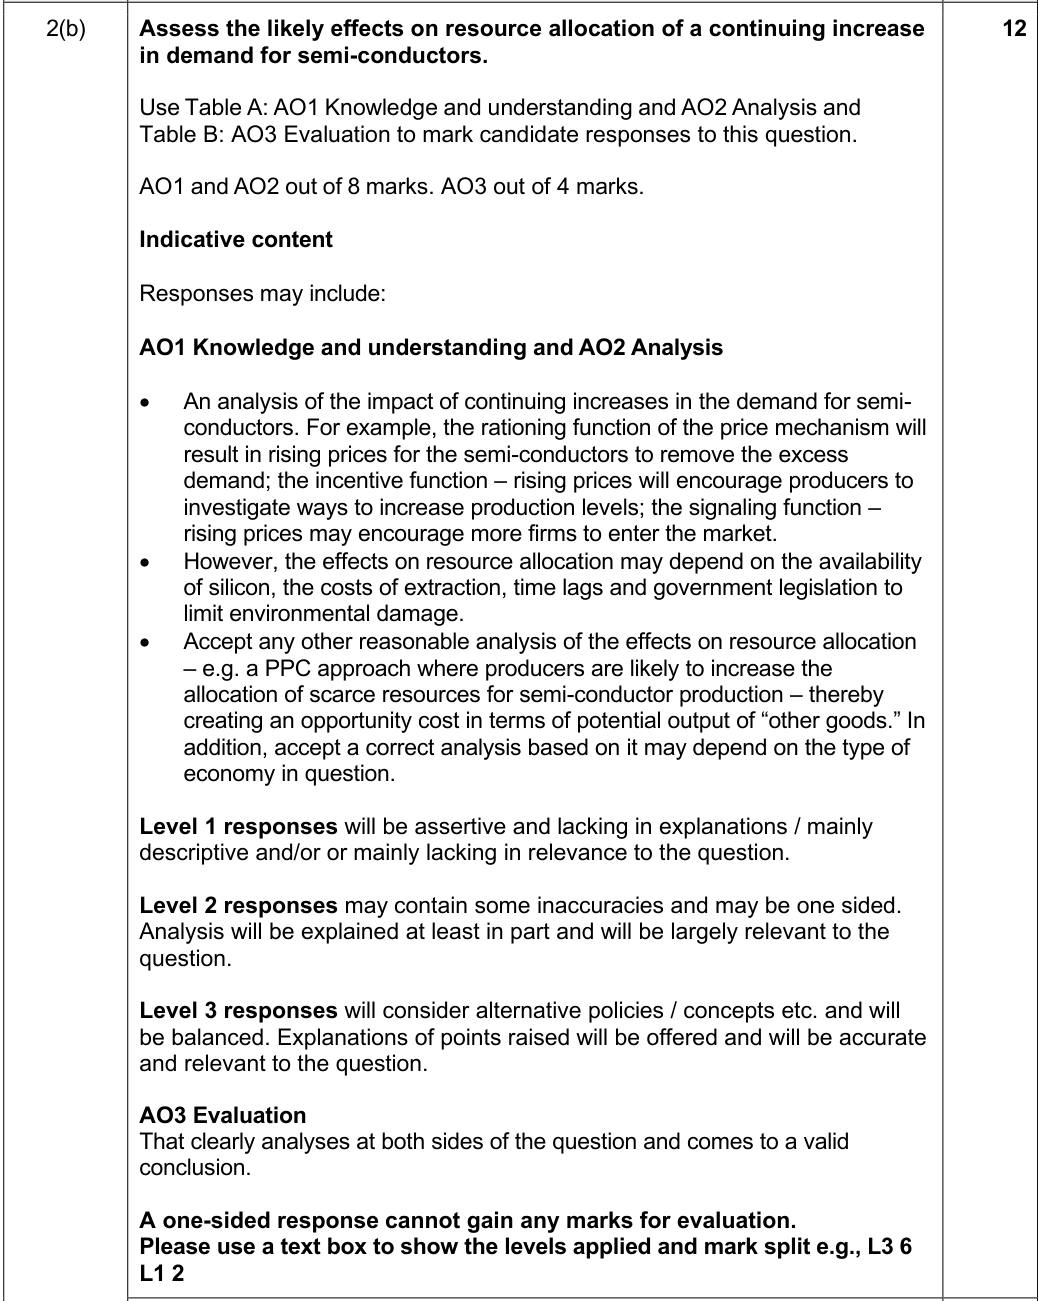 2(b)
Assess the likely effects on resource allocation of a continuing increase
in demand for semi-conductors.
12
Use Table A: AO1 Knowledge and understanding and AO2 Analysis and
Table B: AO3 Evaluation to mark candidate responses to this question.
AO1 and AO2 out of 8 marks. AO3 out of 4 marks.
Indicative content
Responses may include:
AO1 Knowledge and understanding and AO2 Analysis
• An analysis of the impact of continuing increases in the demand for semi-
conductors. For example, the rationing function of the price mechanism will
result in rising prices for the semi-conductors to remove the excess
demand; the incentive function – rising prices will encourage producers to
investigate ways to increase production levels; the signaling function –
rising prices may encourage more firms to enter the market.
• However, the effects on resource allocation may depend on the availability
of silicon, the costs of extraction, time lags and government legislation to
limit environmental damage.
• Accept any other reasonable analysis of the effects on resource allocation
– e.g. a PPC approach where producers are likely to increase the
allocation of scarce resources for semi-conductor production – thereby
creating an opportunity cost in terms of potential output of “other goods.” In
addition, accept a correct analysis based on it may depend on the type of
economy in question.
Level 1 responses will be assertive and lacking in explanations / mainly
descriptive and/or or mainly lacking in relevance to the question.
Level 2 responses may contain some inaccuracies and may be one sided.
Analysis will be explained at least in part and will be largely relevant to the
question.
Level 3 responses will consider alternative policies / concepts etc. and will
be balanced. Explanations of points raised will be offered and will be accurate
and relevant to the question.
AO3 Evaluation
That clearly analyses at both sides of the question and comes to a valid
conclusion.
A one-sided response cannot gain any marks for evaluation.
Please use a text box to show the levels applied and mark split e.g., L3 6
L1 2